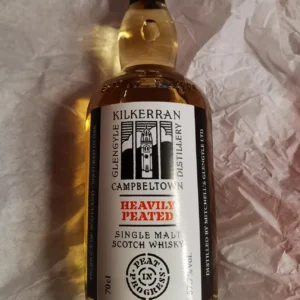 KILKERRAN
GLENGYLE
DISTILLERY
CAMPBELTOWN
HEAVILY
PEATED
SINGLE MALT
SCOTCH WHISKY
PEAT
IN
PROGRESS
70cl
DISTILLED BY MITCHELL'S GLENGYLE LTD